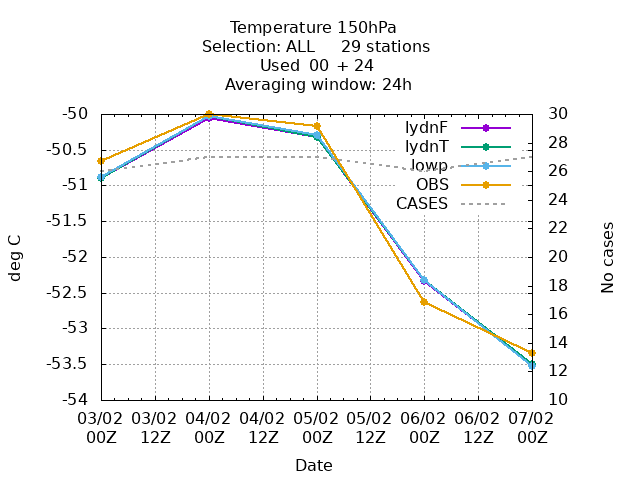 Temperature 150hPa
Selection: ALL 29 stations
Used 00 + 24
Averaging window: 24h
-50
-50.5
-51
-51.5
-52
-52.5
-53
-53.5
-54
deg C
30
28
26
24
22
20
18
16
14
12
10
No cases
lydnF
lydnT
lowp
OBS
CASES
03/02 03/02 04/02 04/02 05/02 05/02 06/02 06/02 07/02
00Z 12Z 00Z 12Z 00Z 12Z 00Z 12Z 00Z
Date